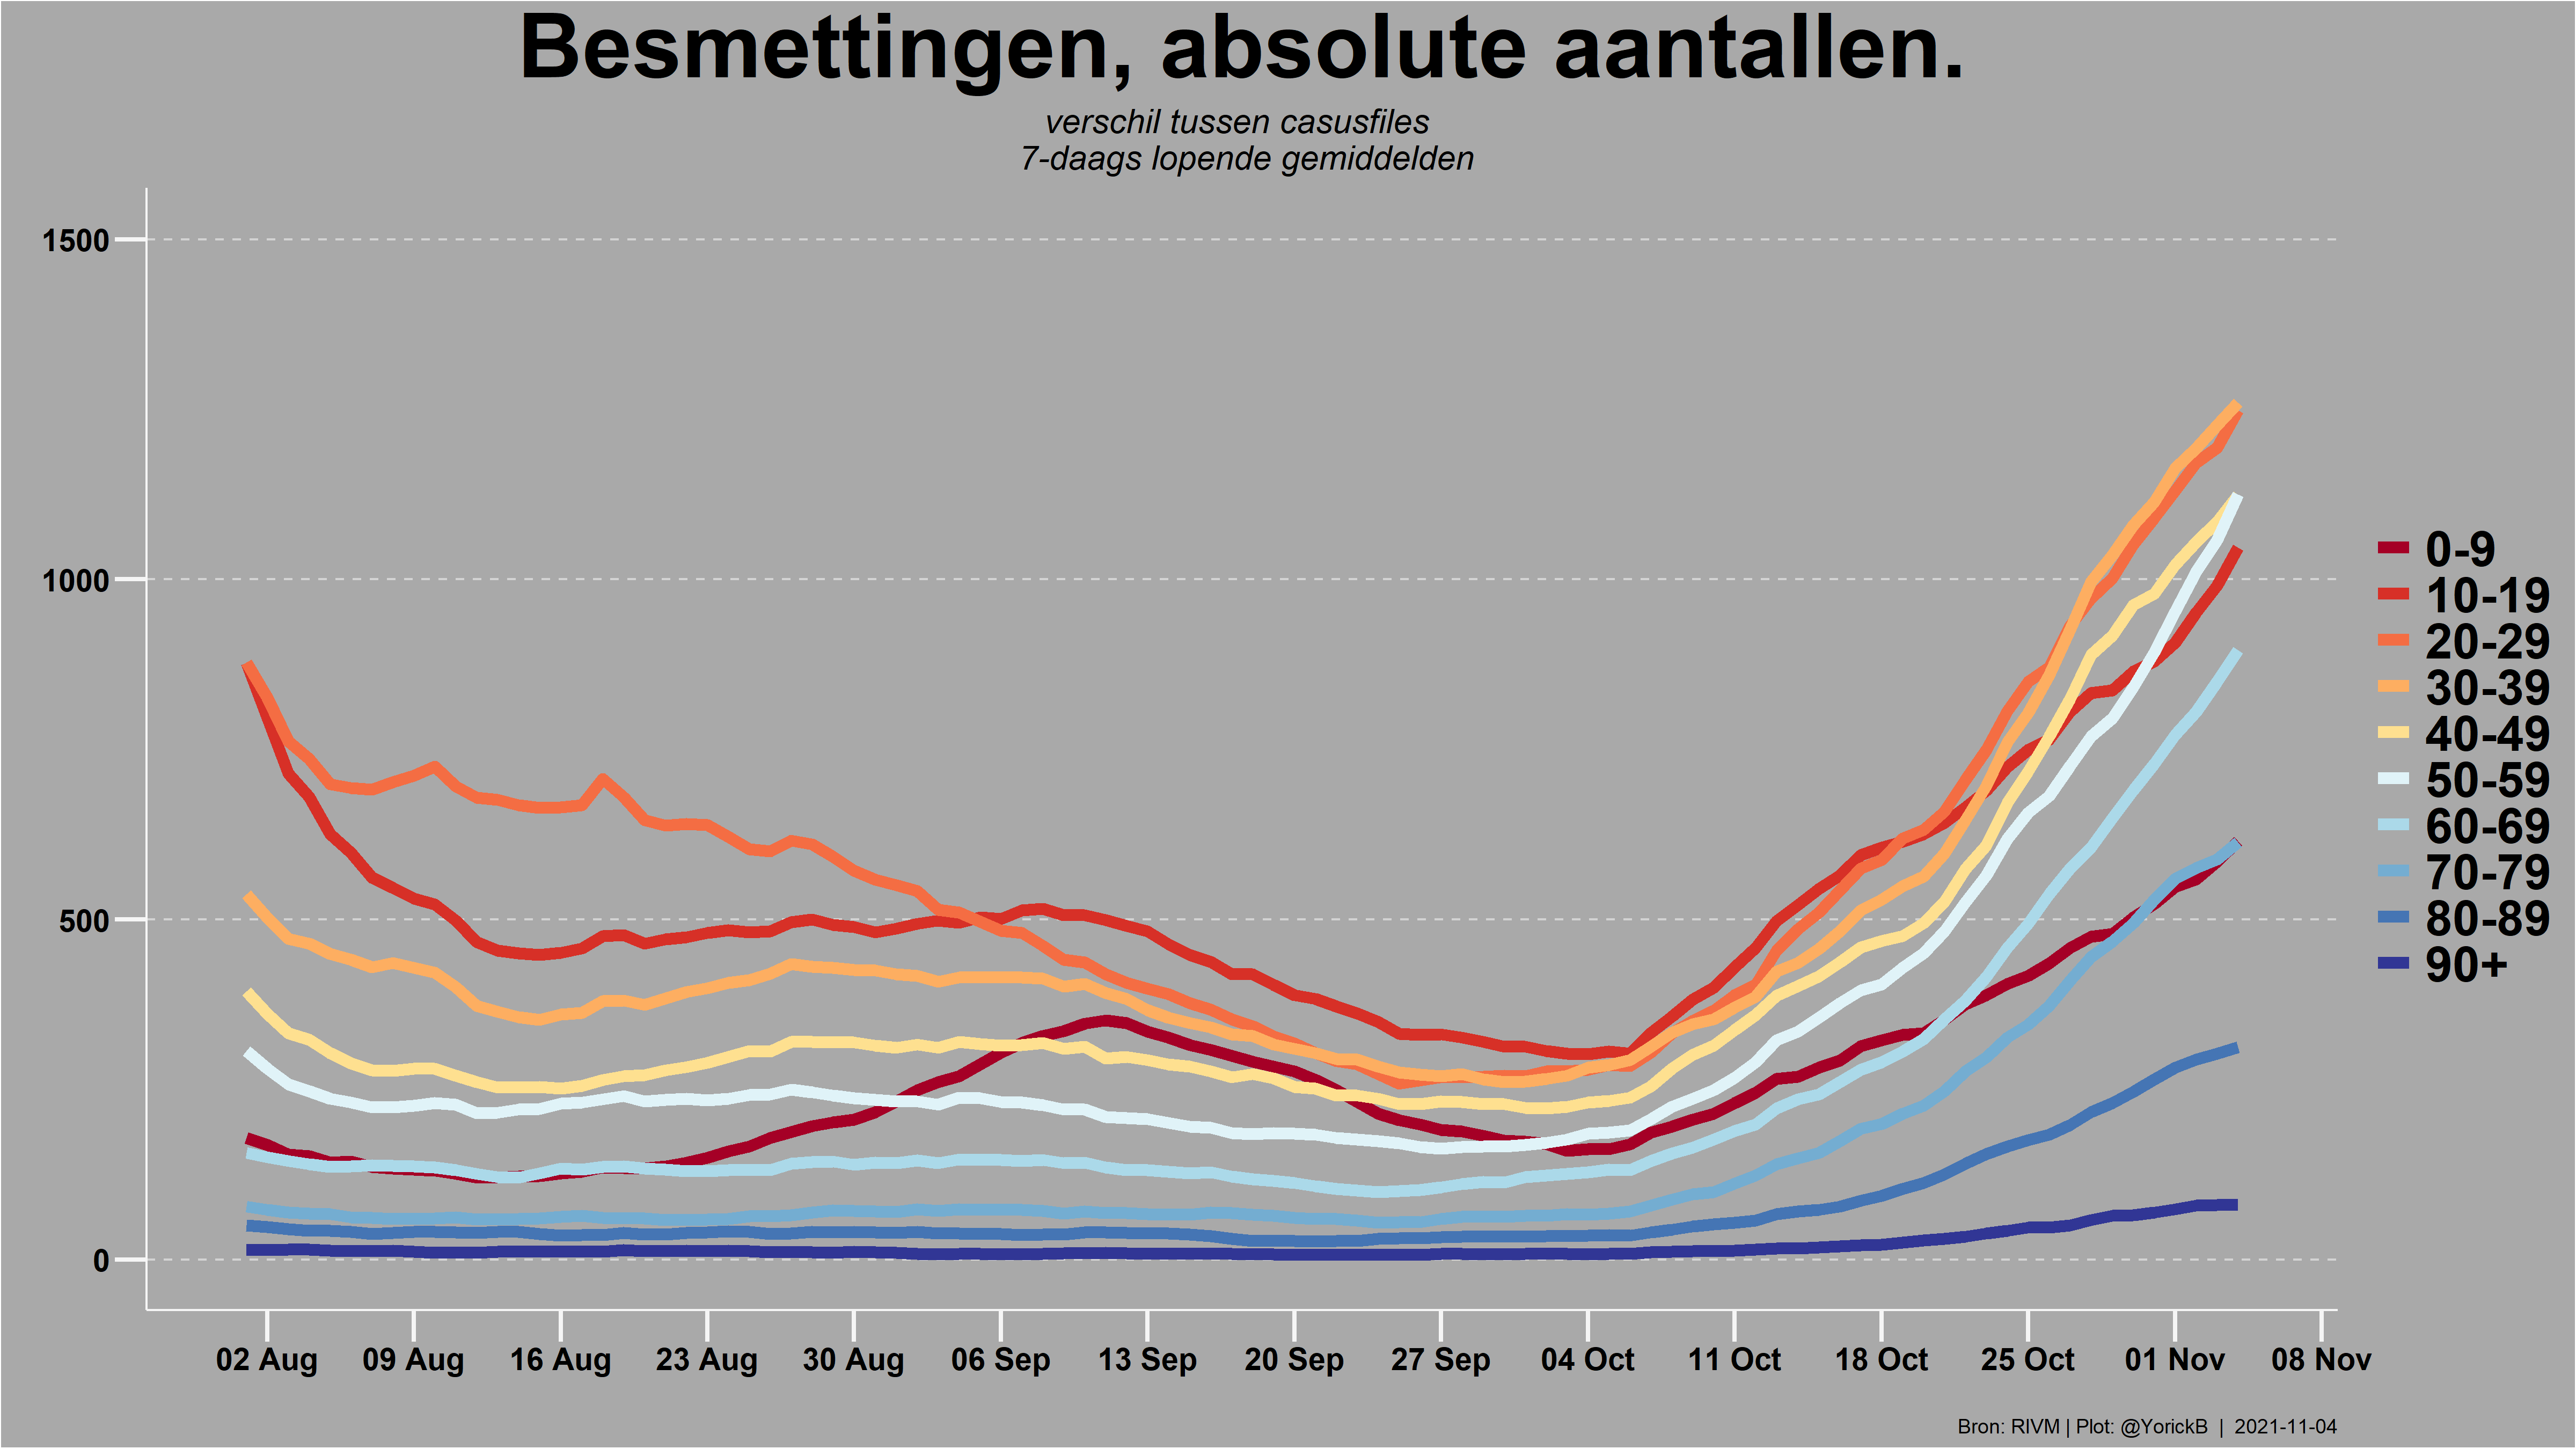 Besmettingen, absolute aantallen.
verschil tussen casusfiles
7-daags lopende gemiddelden
1500
1000
500
0
0-9
10-19
20-29
30-39
40-49
50-59
60-69
70-79
80-89
90+
02 Aug 09 Aug 16 Aug 23 Aug 30 Aug 06 Sep 13 Sep 20 Sep 27 Sep 04 Oct 11 Oct 18 Oct 25 Oct 01 Nov 08 Nov
Bron: RIVM | Plot: @YorickB | 2021-11-04